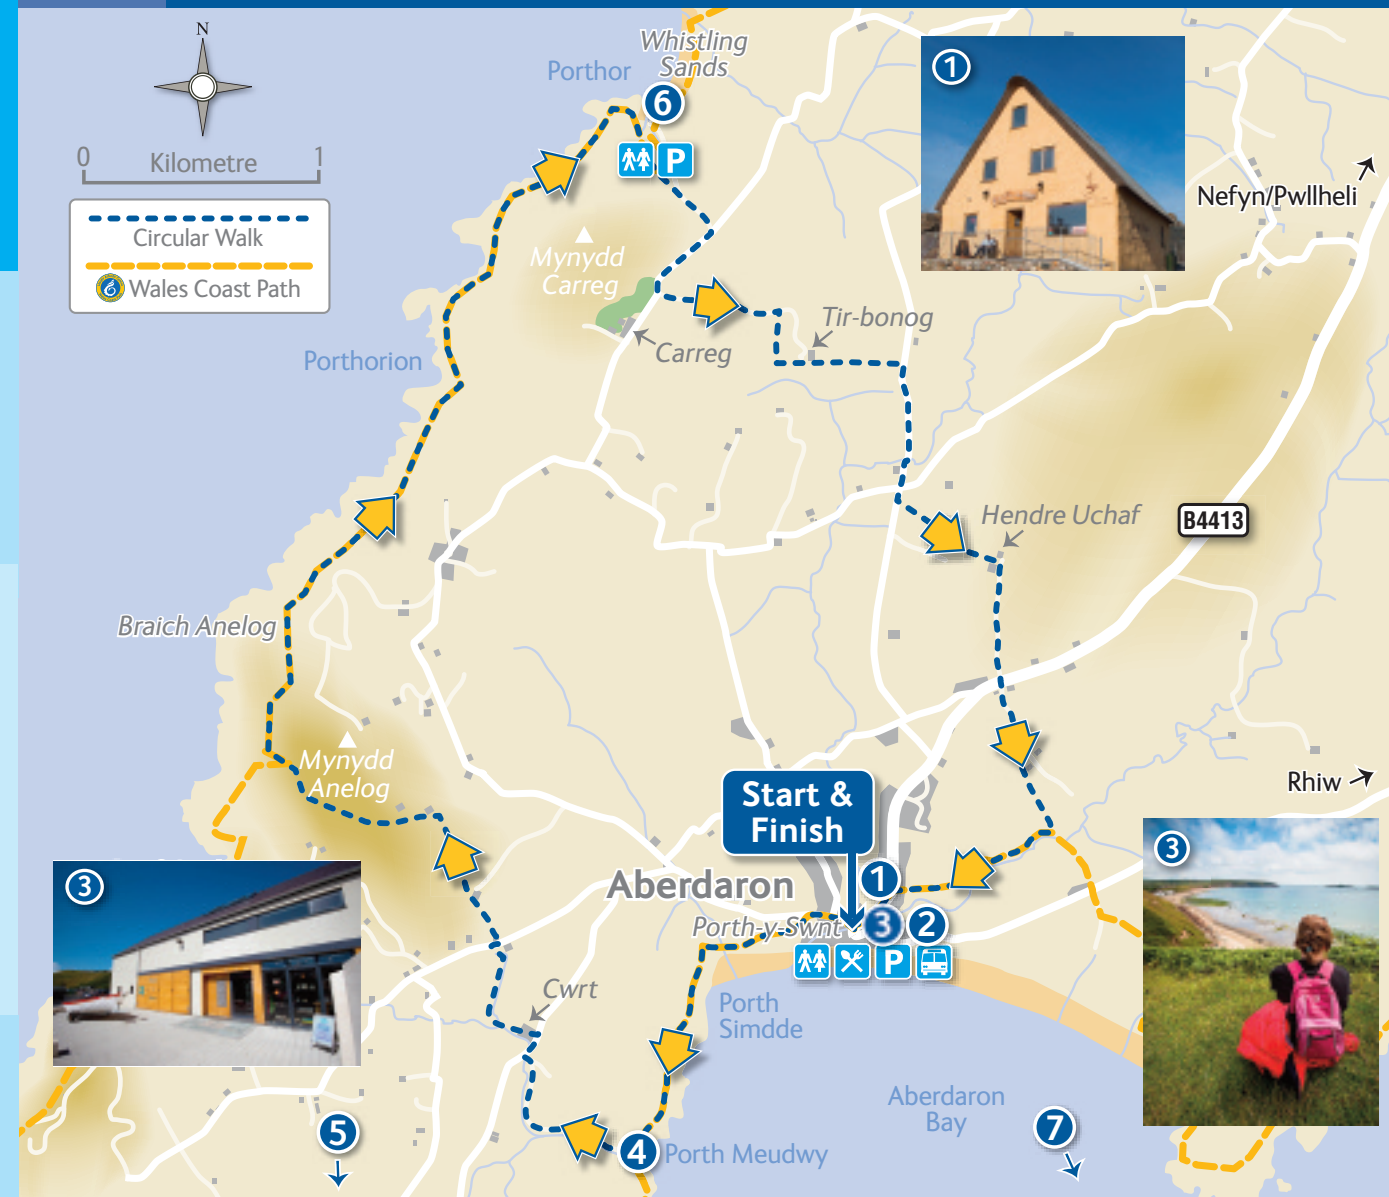 N
0 Kilometre 1
Circular Walk
Wales Coast Path
Whistling
Sands
Porthor
6
P
1
Nefyn/Pwllheli
Mynydd
Carreg
Tir-bonog
Carreg
Porthorion
Hendre Uchaf
B4413
Braich Anelog
Mynydd
Anelog
Rhiw
Start &
Finish
Aberdaron
1
Porth-y-Swnt
3
2
P
3
3
Cwrt
Porth
Simdde
Aberdaron
Bay
5
7
4
Porth Meudwy